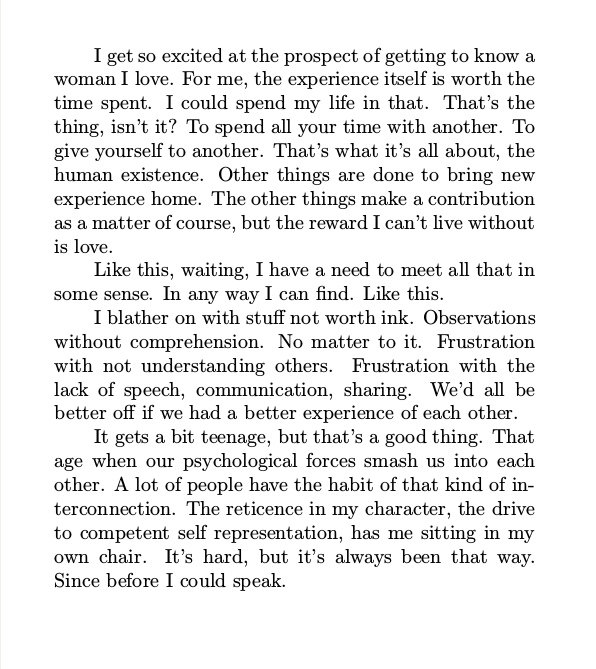 I get so excited at the prospect of getting to know a
woman I love. For me, the experience itself is worth the
time spent. I could spend my life in that. That's the
thing, isn't it? To spend all your time with another. To
give yourself to another. That's what it's all about, the
human existence. Other things are done to bring new
experience home. The other things make a contribution
as a matter of course, but the reward I can't live without
is love.
Like this, waiting, I have a need to meet all that in
some sense. In any way I can find. Like this.
I blather on with stuff not worth ink. Observations
without comprehension. No matter to it. Frustration
with not understanding others. Frustration with the
lack of speech, communication, sharing. We'd all be
better off if we had a better experience of each other.
It gets a bit teenage, but that's a good thing. That
age when our psychological forces smash us into each
other. A lot of people have the habit of that kind of in-
terconnection. The reticence in my character, the drive
to competent self representation, has me sitting in my
own chair. It's hard, but it's always been that way.
Since before I could speak.